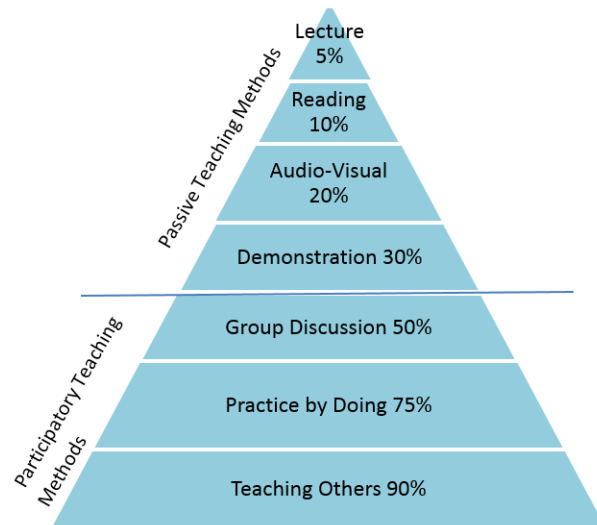 Lecture
5%
Reading
10%
Audio-Visual
20%
Demonstration 30%
Group Discussion 50%
Practice by Doing 75%
Teaching Others 90%
Passive Teaching Methods
Participatory Teaching
Methods